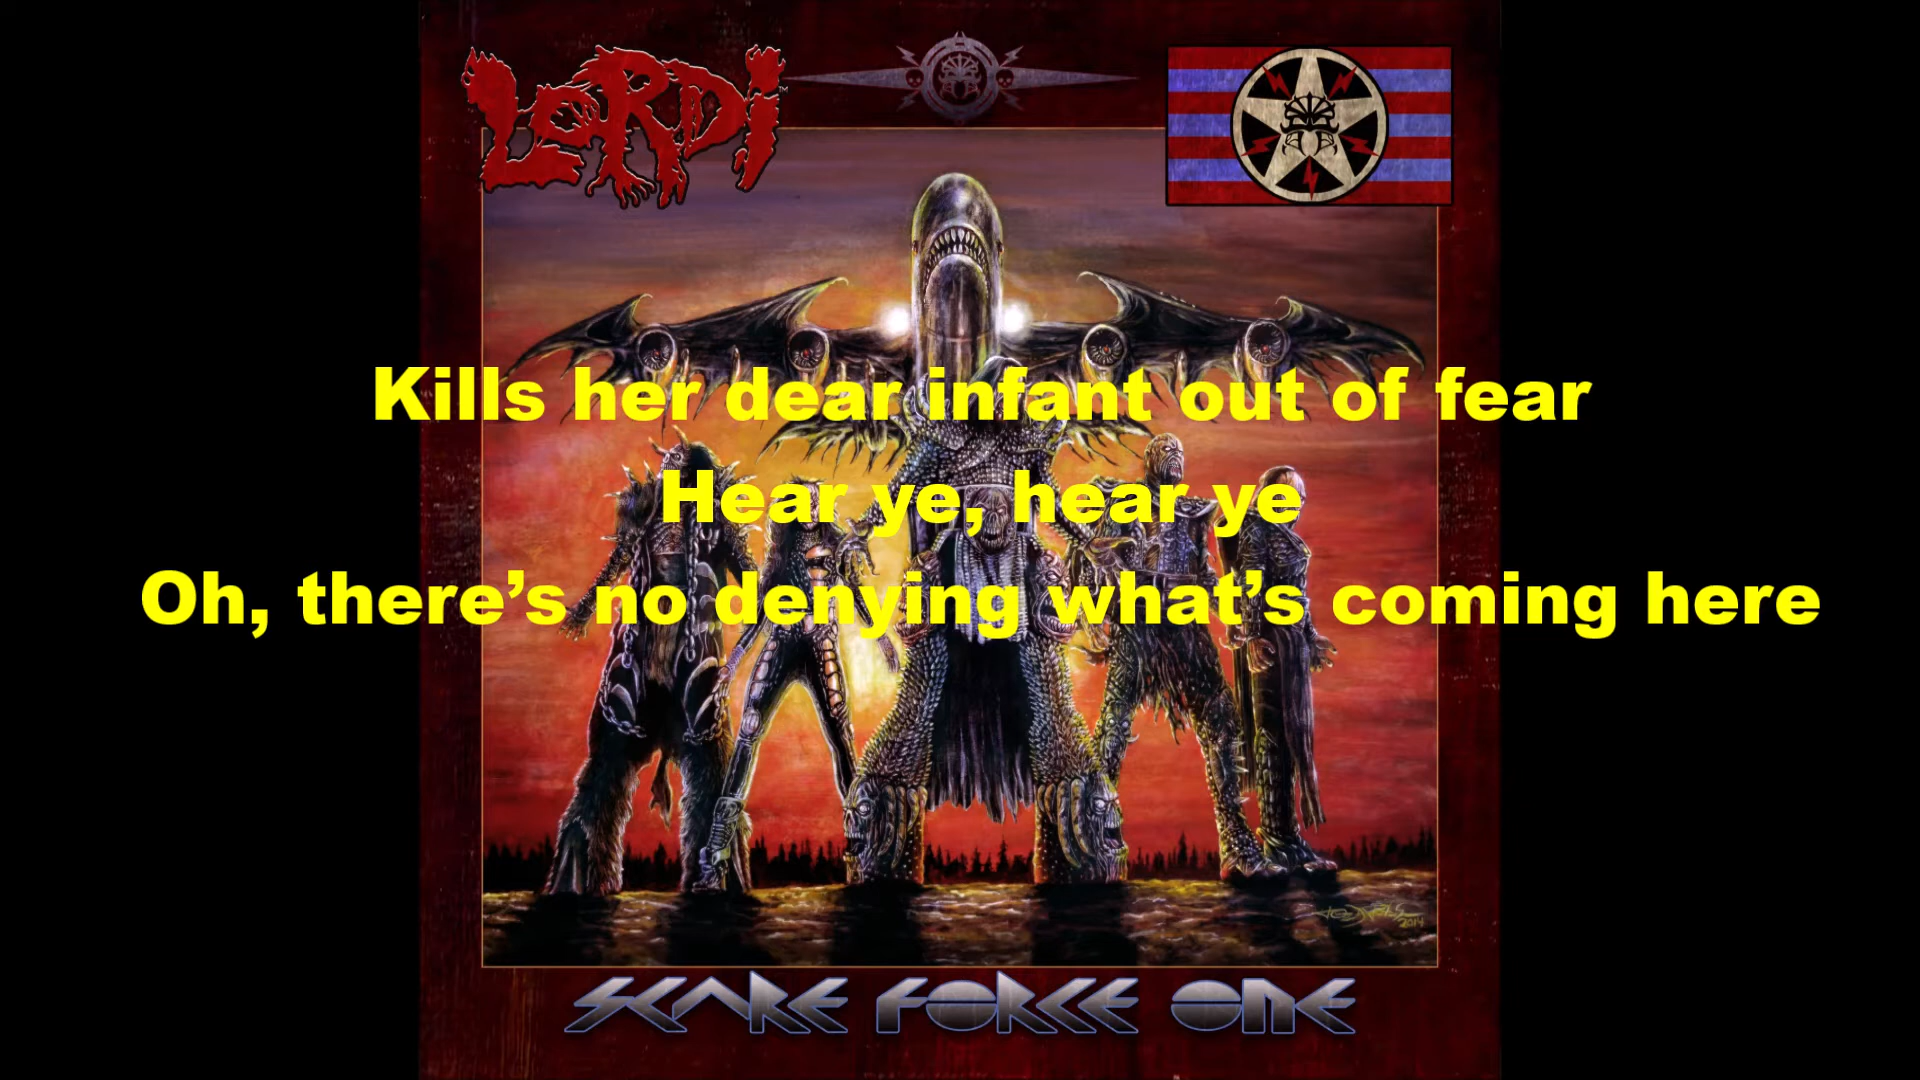 LORDI
Kills her dear infant out of fear
Hear ye, hear ye
Oh, there’s no denying what’s coming here
2014
SCARE FORCE ONE